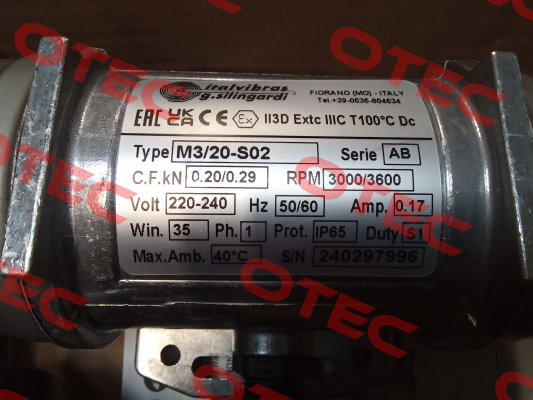 italvibras
g.silingardi
FIORANO (MO) - ITALY
Tel.+39-0536-804634
EAC UK CA CE Ex II3D Extc IIIC T100°C Dc
Type M3/20-S02 Serie AB
C.F.kN 0.20/0.29 RPM 3000/3600
Volt 220-240 Hz 50/60 Amp. 0.17
Win. 35 Ph. 1 Prot. IP65 Duty S1
Max.Amb. 40°C S/N 240297996
OTEC
OTEC
OTEC
OTEC
OTEC
OTEC
OTEC